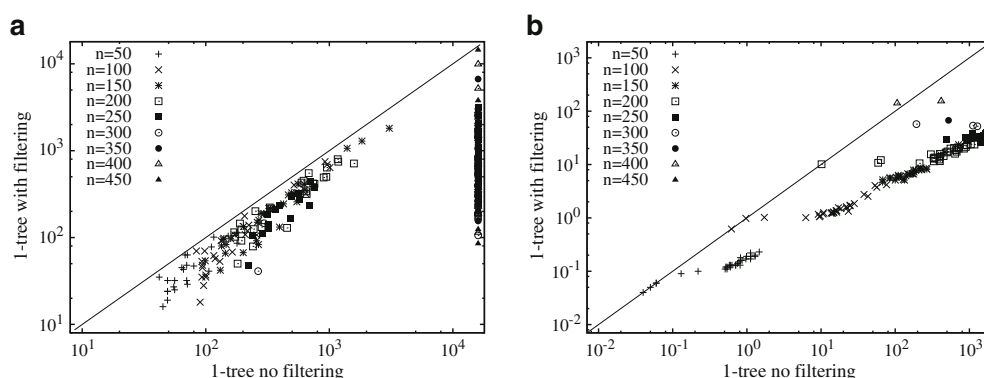 a
10^4
10^3
10^2
10^1
1-tree with filtering
n=50
n=100
n=150
n=200
n=250
n=300
n=350
n=400
n=450
10^1
10^2
10^3
10^4
1-tree no filtering
b
10^3
10^2
10^1
10^0
10^-1
10^-2
1-tree with filtering
n=50
n=100
n=150
n=200
n=250
n=300
n=350
n=400
n=450
10^-2
10^-1
10^0
10^1
10^2
10^3
1-tree no filtering